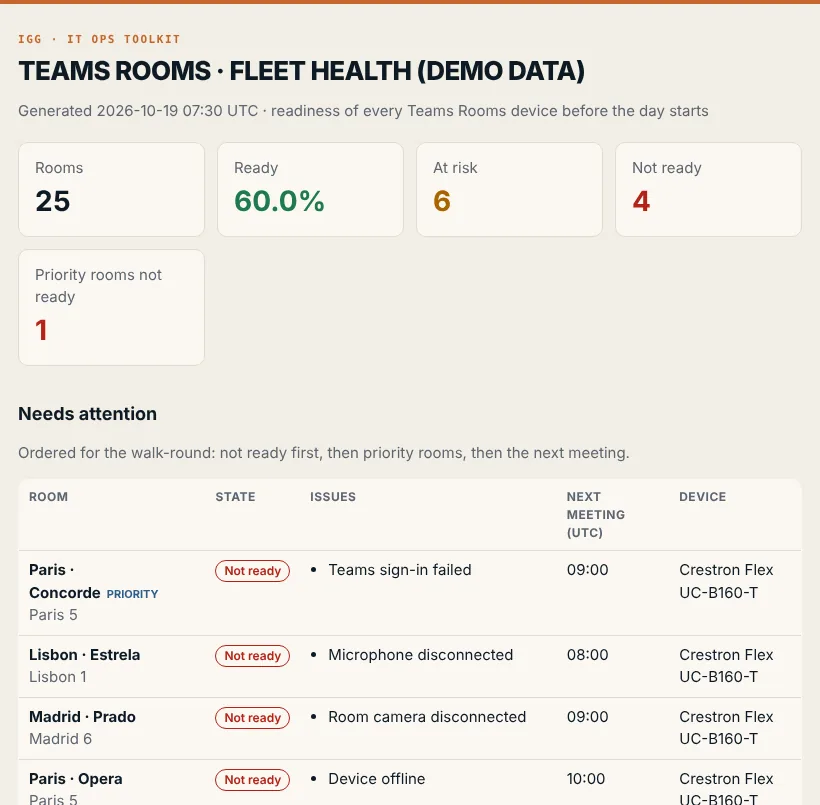 IGG · IT OPS TOOLKIT
TEAMS ROOMS · FLEET HEALTH (DEMO DATA)
Generated 2026-10-19 07:30 UTC · readiness of every Teams Rooms device before the day starts
Rooms
25
Ready
60.0%
At risk
6
Not ready
4
Priority rooms not
ready
1
Needs attention
Ordered for the walk-round: not ready first, then priority rooms, then the next meeting.
ROOM STATE ISSUES NEXT MEETING (UTC) DEVICE
Paris ·
Concorde PRIORITY
Paris 5
Not ready
• Teams sign-in failed
09:00
Crestron Flex
UC-B160-T
Lisbon · Estrela
Lisbon 1
Not ready
• Microphone disconnected
08:00
Crestron Flex
UC-B160-T
Madrid · Prado
Madrid 6
Not ready
• Room camera disconnected
09:00
Crestron Flex
UC-B160-T
Paris · Opera
Paris 5
Not ready
• Device offline
10:00
Crestron Flex
UC-B160-T